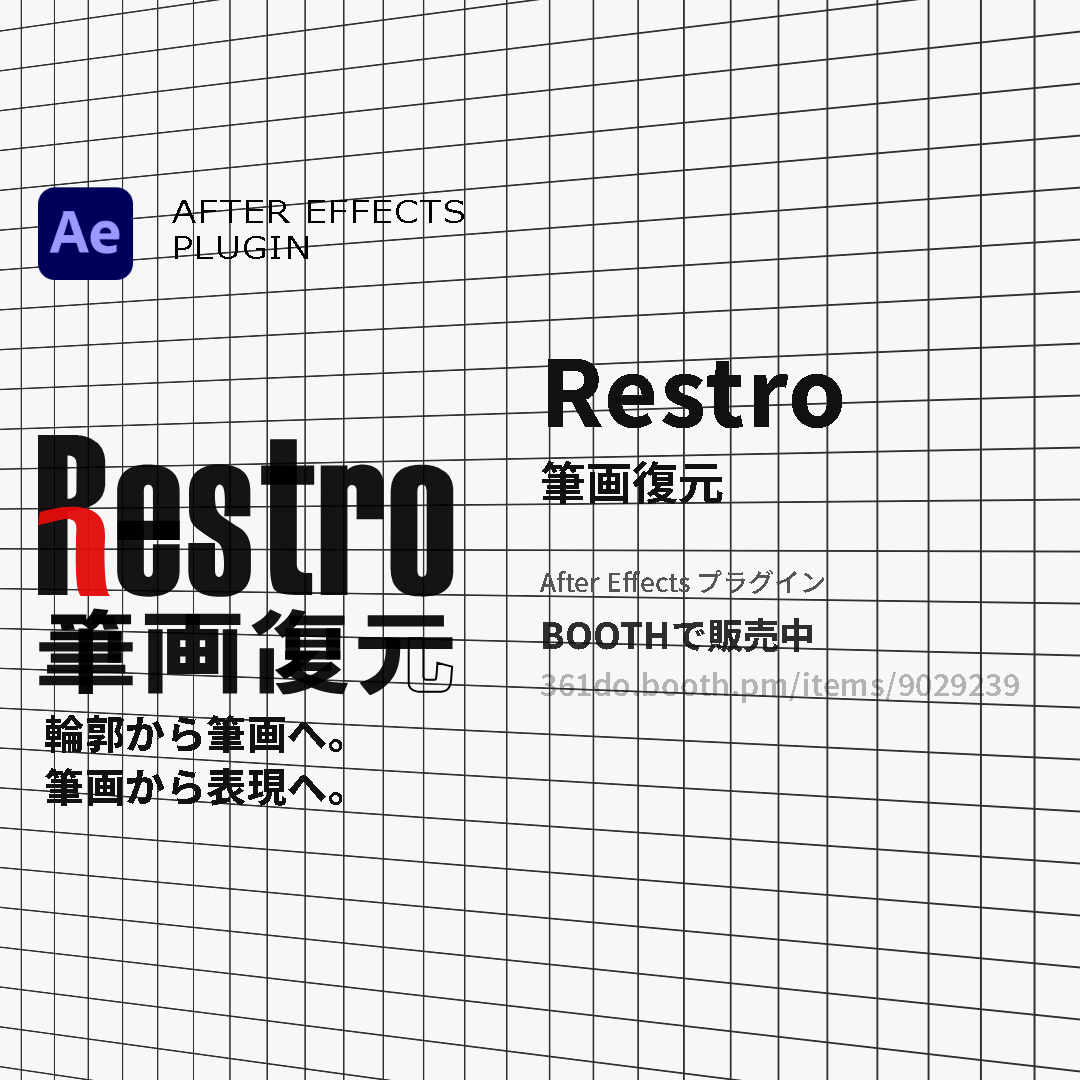 Ae
AFTER EFFECTS
PLUGIN
Restro
筆画復元
輪郭から筆画へ。
筆画から表現へ。
Restro
筆画復元
After Effects プラグイン
BOOTHで販売中
361do.booth.pm/items/9029239